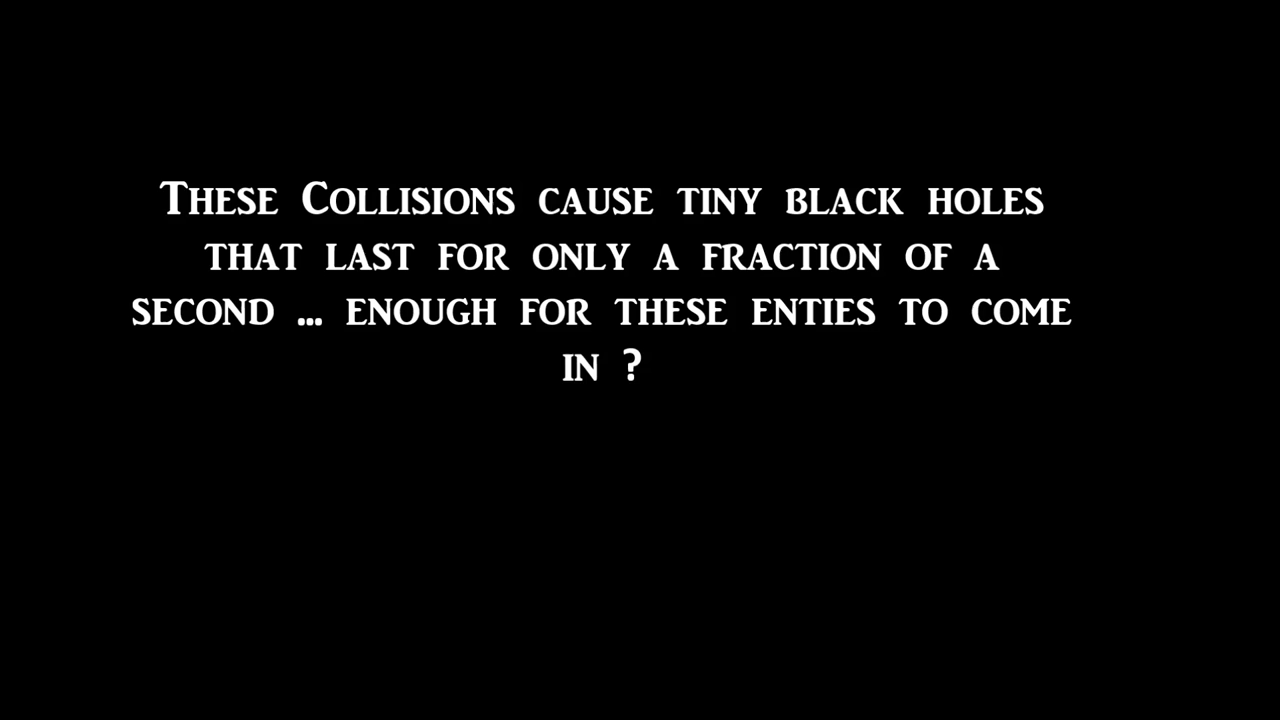 These Collisions cause tiny black holes
that last for only a fraction of a
second ... enough for these enties to come
in ?